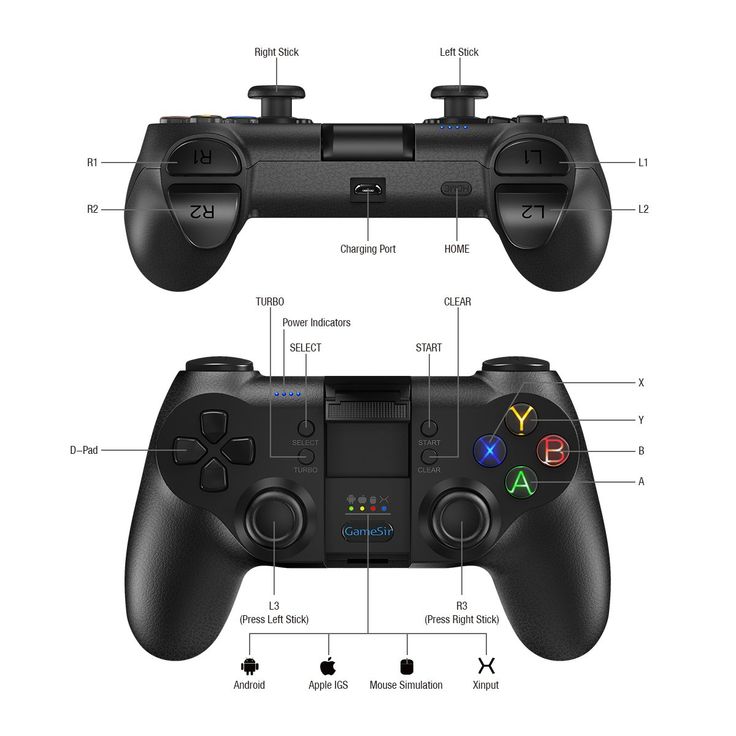 Right Stick
Left Stick
R1
R1
L1
L1
R2
R2
L2
L2
HOME
Charging Port
HOME
TURBO
CLEAR
Power Indicators
SELECT
START
X
Y
Y
D-Pad
SELECT
START
X
B
B
TURBO
CLEAR
A
A
GameSir
L3
(Press Left Stick)
R3
(Press Right Stick)
Android
Apple IGS
Mouse Simulation
Xinput